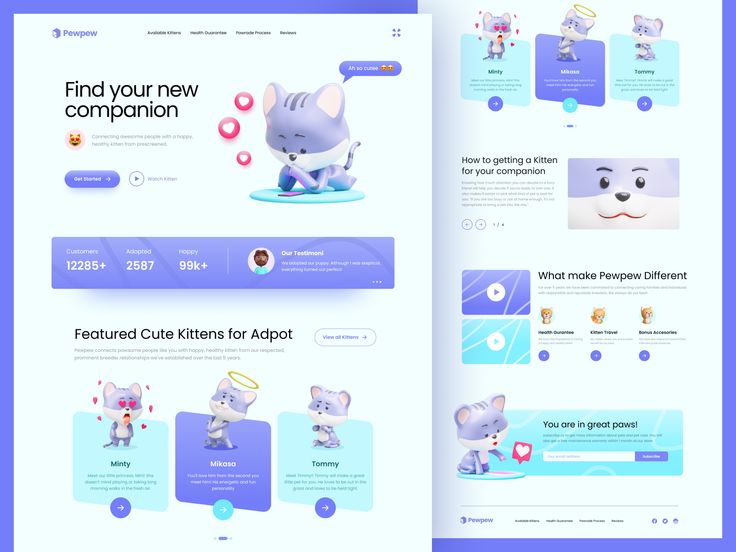 Pewpew
Available Kittens Health Guarantee Pawrade Process Reviews
Find your new
companion
Connecting awesome people with a happy,
healthy kitten from prescreened.
Get Started
Watch Kitten
Ah so cutee
Customers Adopted Happy
12285+ 2587 99k+
Our Testimoni
We adopted our puppy. Although I was skeptical,
everything turned out perfect!
Featured Cute Kittens for Adpot
Pewpew connects pawsome people like you with happy, healthy kitten from our respected,
prominent breeder relationships we've established over the last 11 years.
View all Kittens
Minty
Meet our little princess, Mint! She
doesn't mind playing or taking long
morning walks in the fresh air.
Mikasa
You'll love him from the second you
meet him! His energetic and fun
personality
Tommy
Meet Tommy! Tommy will make a great
little pet for you. He loves to be out in the
grass and loves to be held tight.
Minty
Meet our little princess, Mint! She
doesn't mind playing or taking long
morning walks in the fresh air.
Mikasa
You'll love him from the second you
meet him! His energetic and fun
personality
Tommy
Meet Tommy! Tommy will make a great
little pet for you. He loves to be out in the
grass and loves to be held tight.
How to getting a Kitten
for your companion
1 / 4
What make Pewpew Different
Health Gurantee
Kitten Travel
Bonus Accesories
You are in great paws!
Your email address
Subscribe
Pewpew
Available Kittens Health Guarantee Pawrade Process Reviews